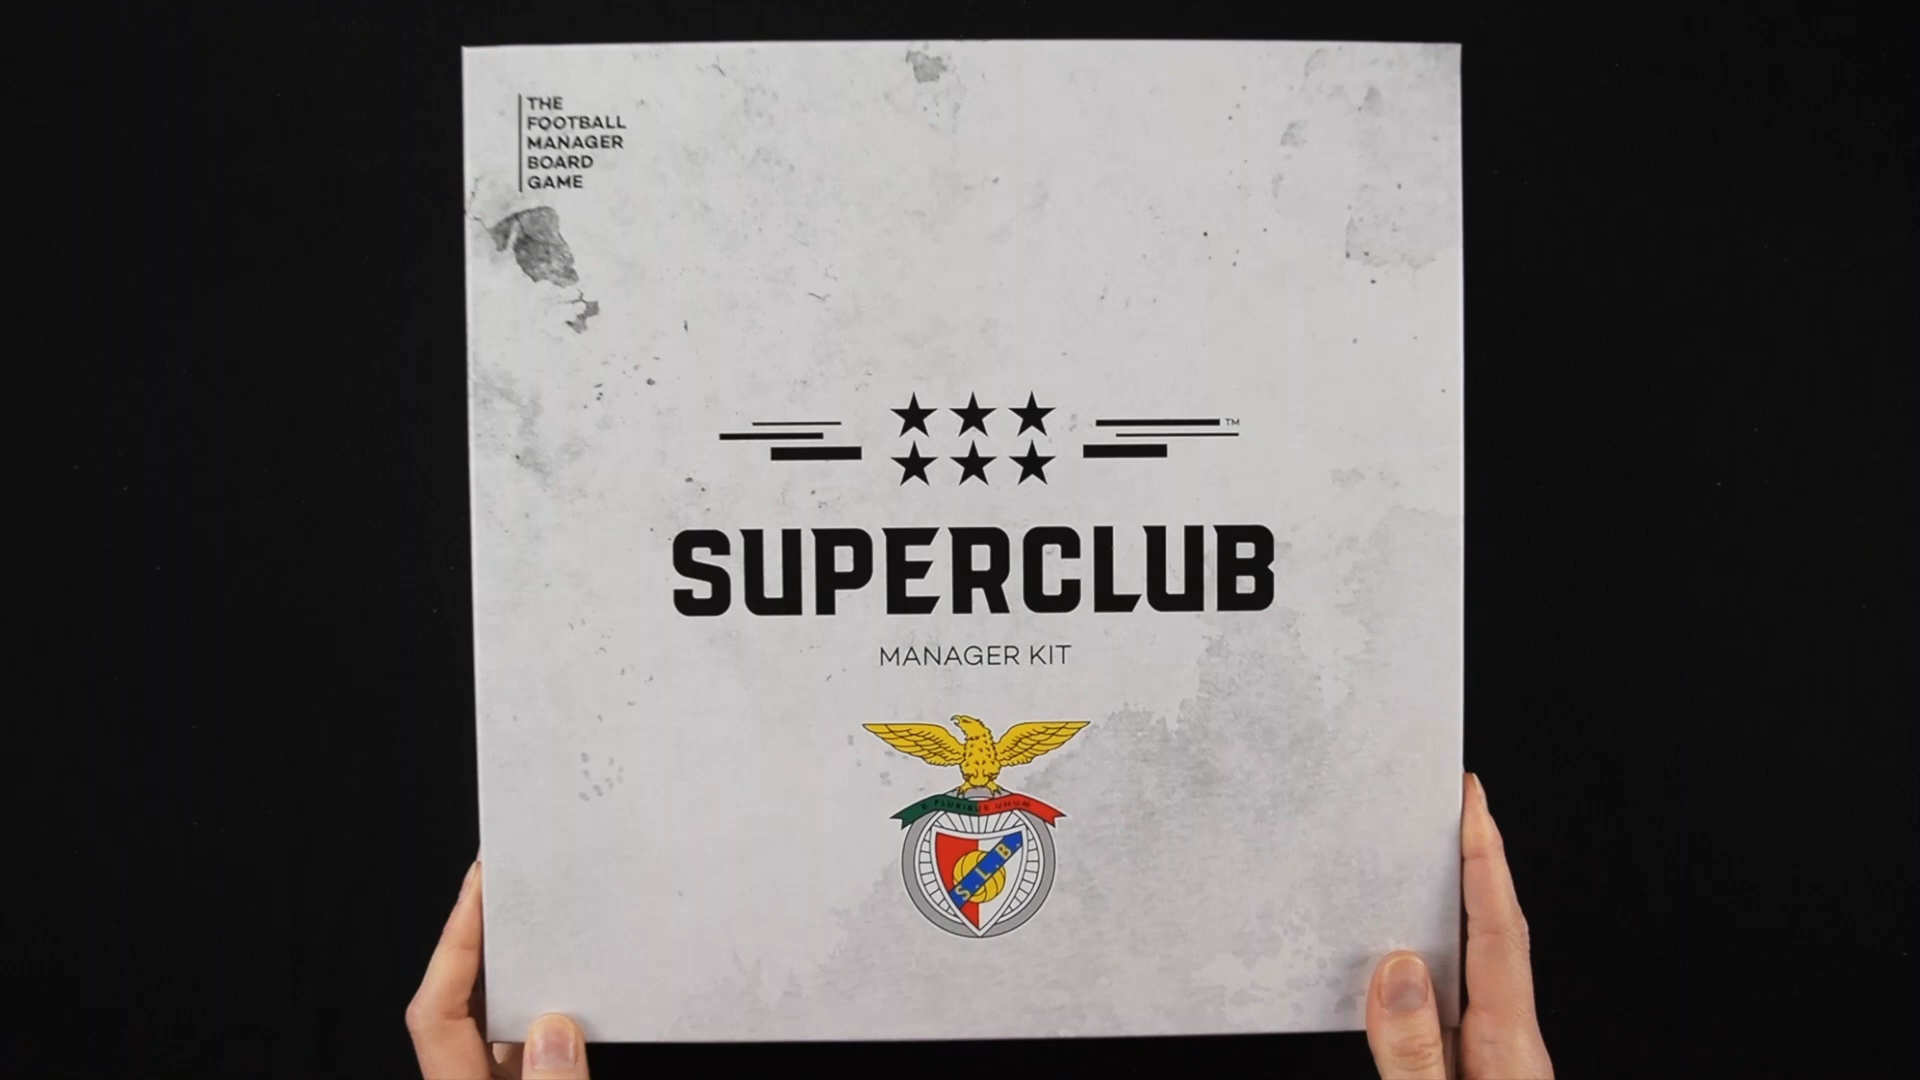 THE
FOOTBALL
MANAGER
BOARD
GAME
TM
SUPERCLUB
MANAGER KIT
E PLURIBUS UNUM
S.L.B.